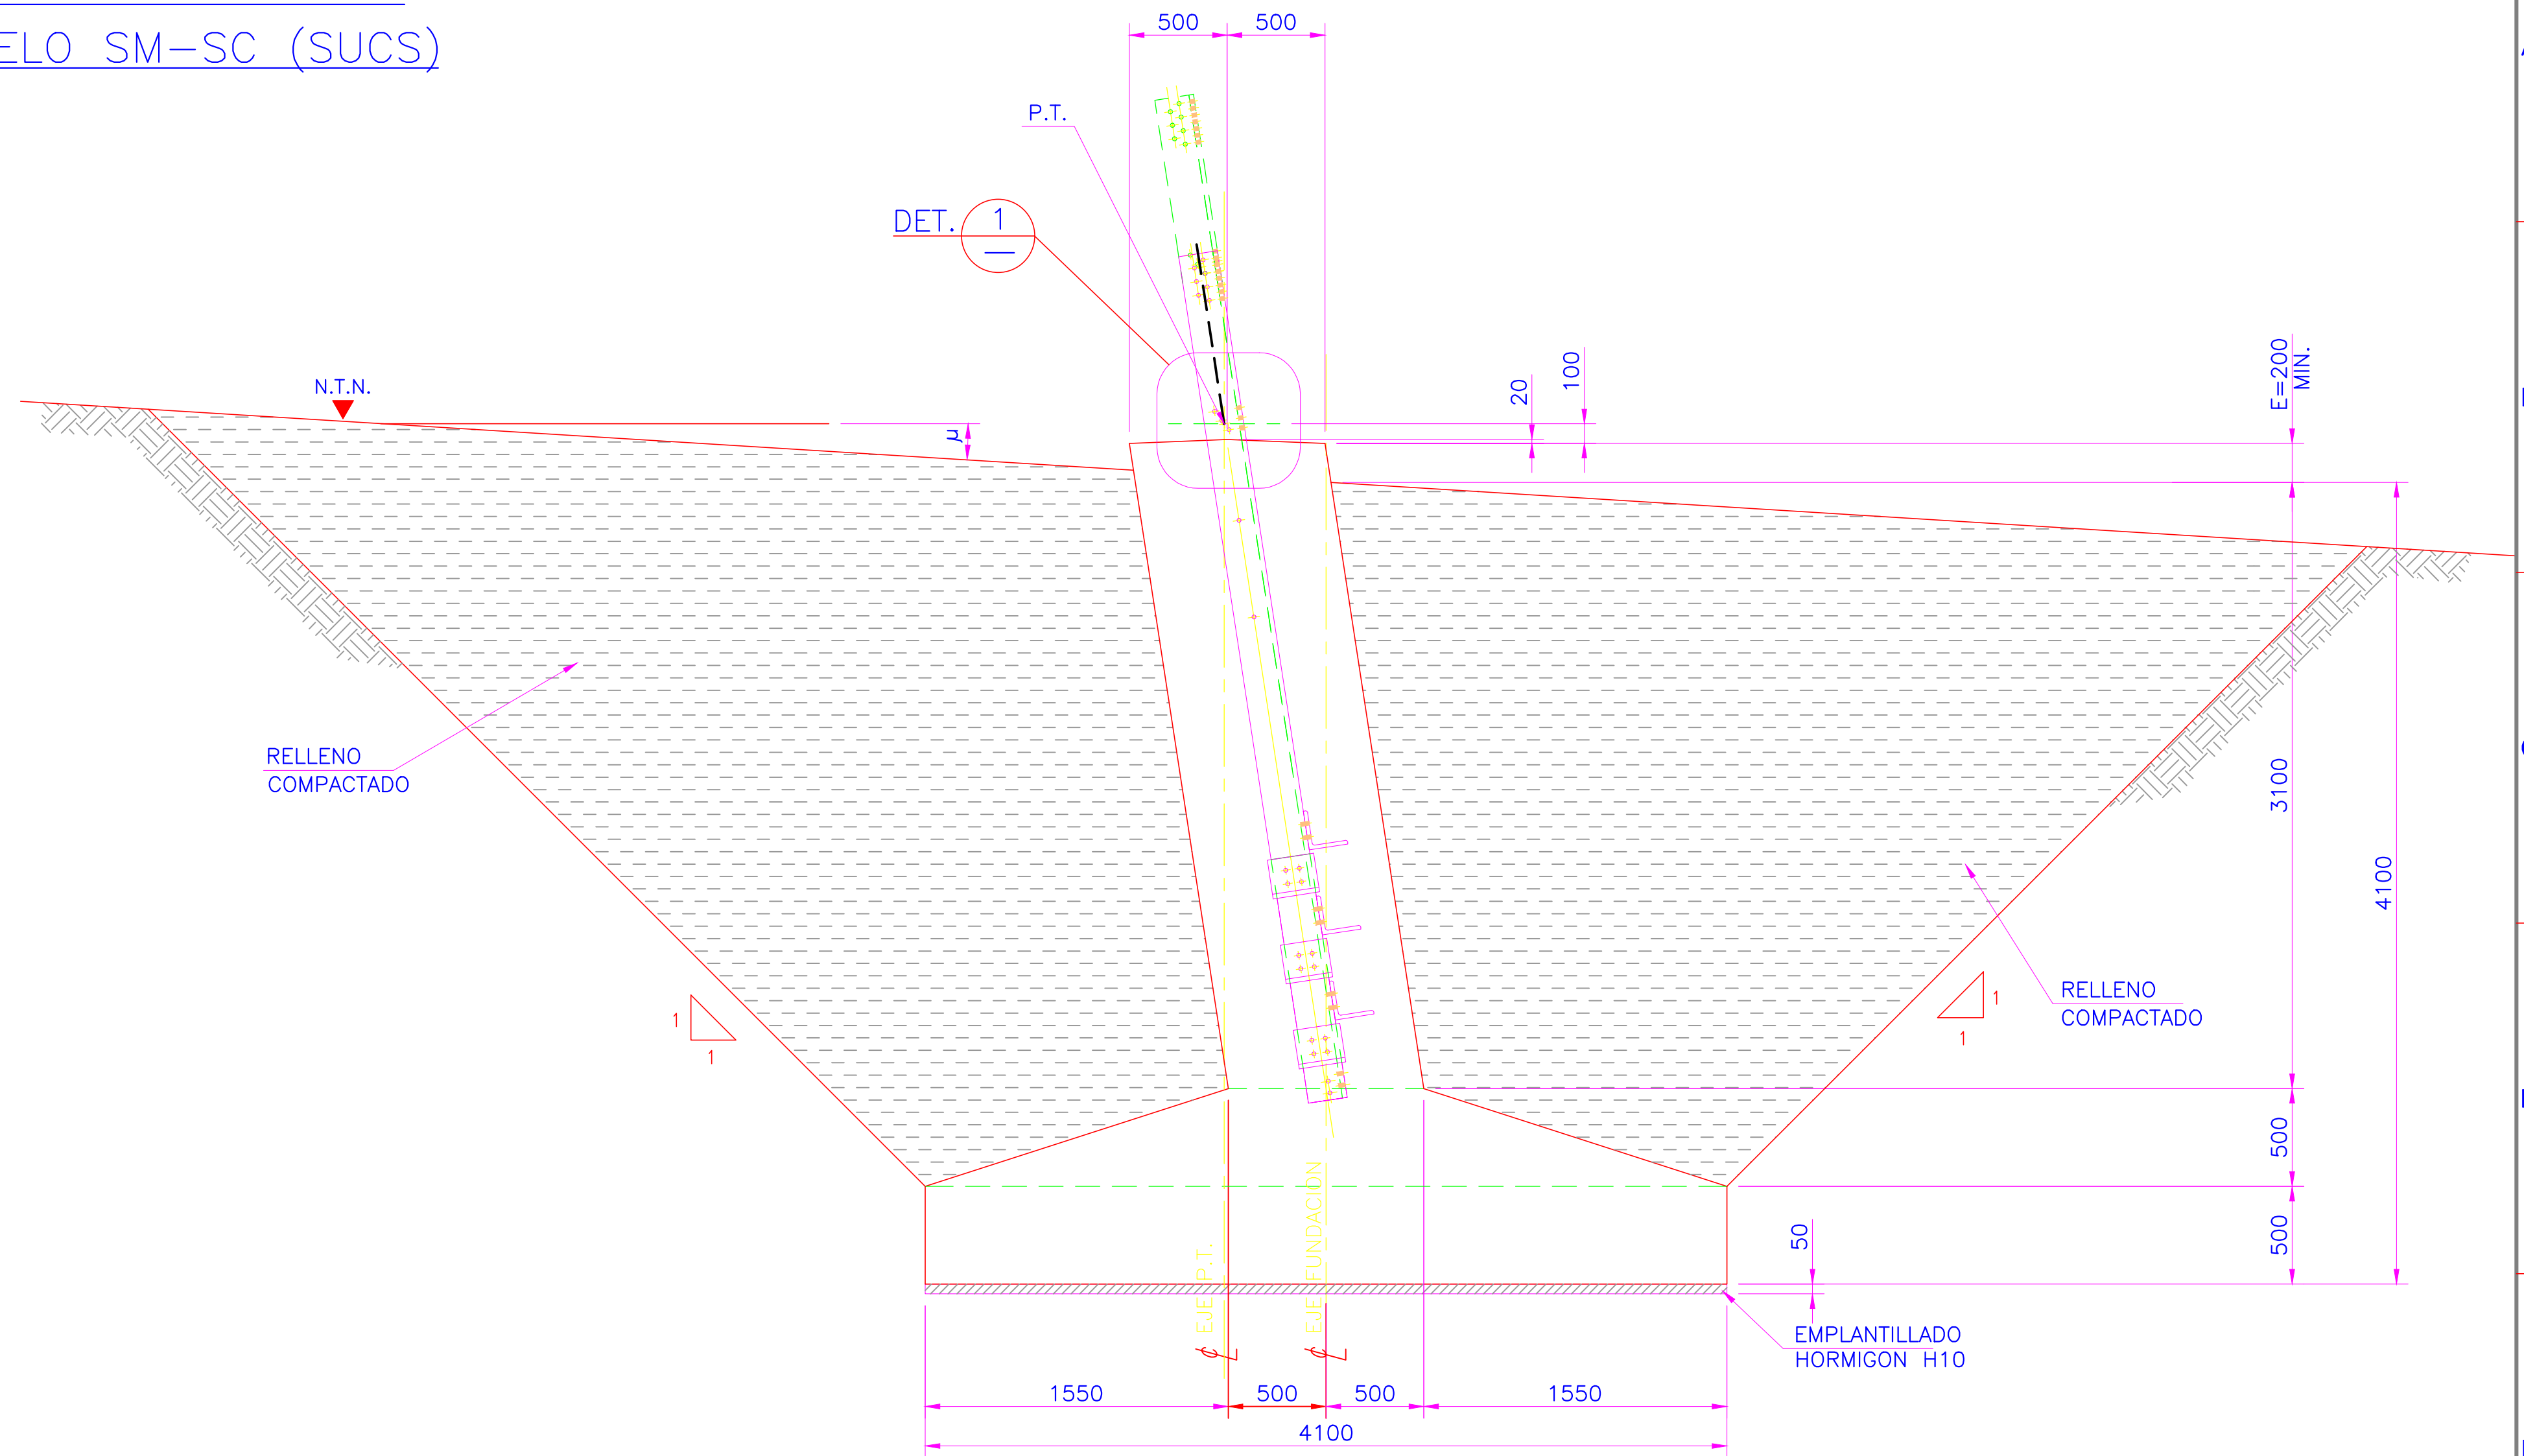 ELO SM-SC (SUCS)
500 500
P.T.
DET. 1
N.T.N.
μ
20
100
E=200
MIN.
RELLENO
COMPACTADO
3100
4100
1
1
1
1
RELLENO
COMPACTADO
500
500
50
EJE P.T.
EJE FUNDACION
EMPLANTILLADO
HORMIGON H10
1550 500 500 1550
4100